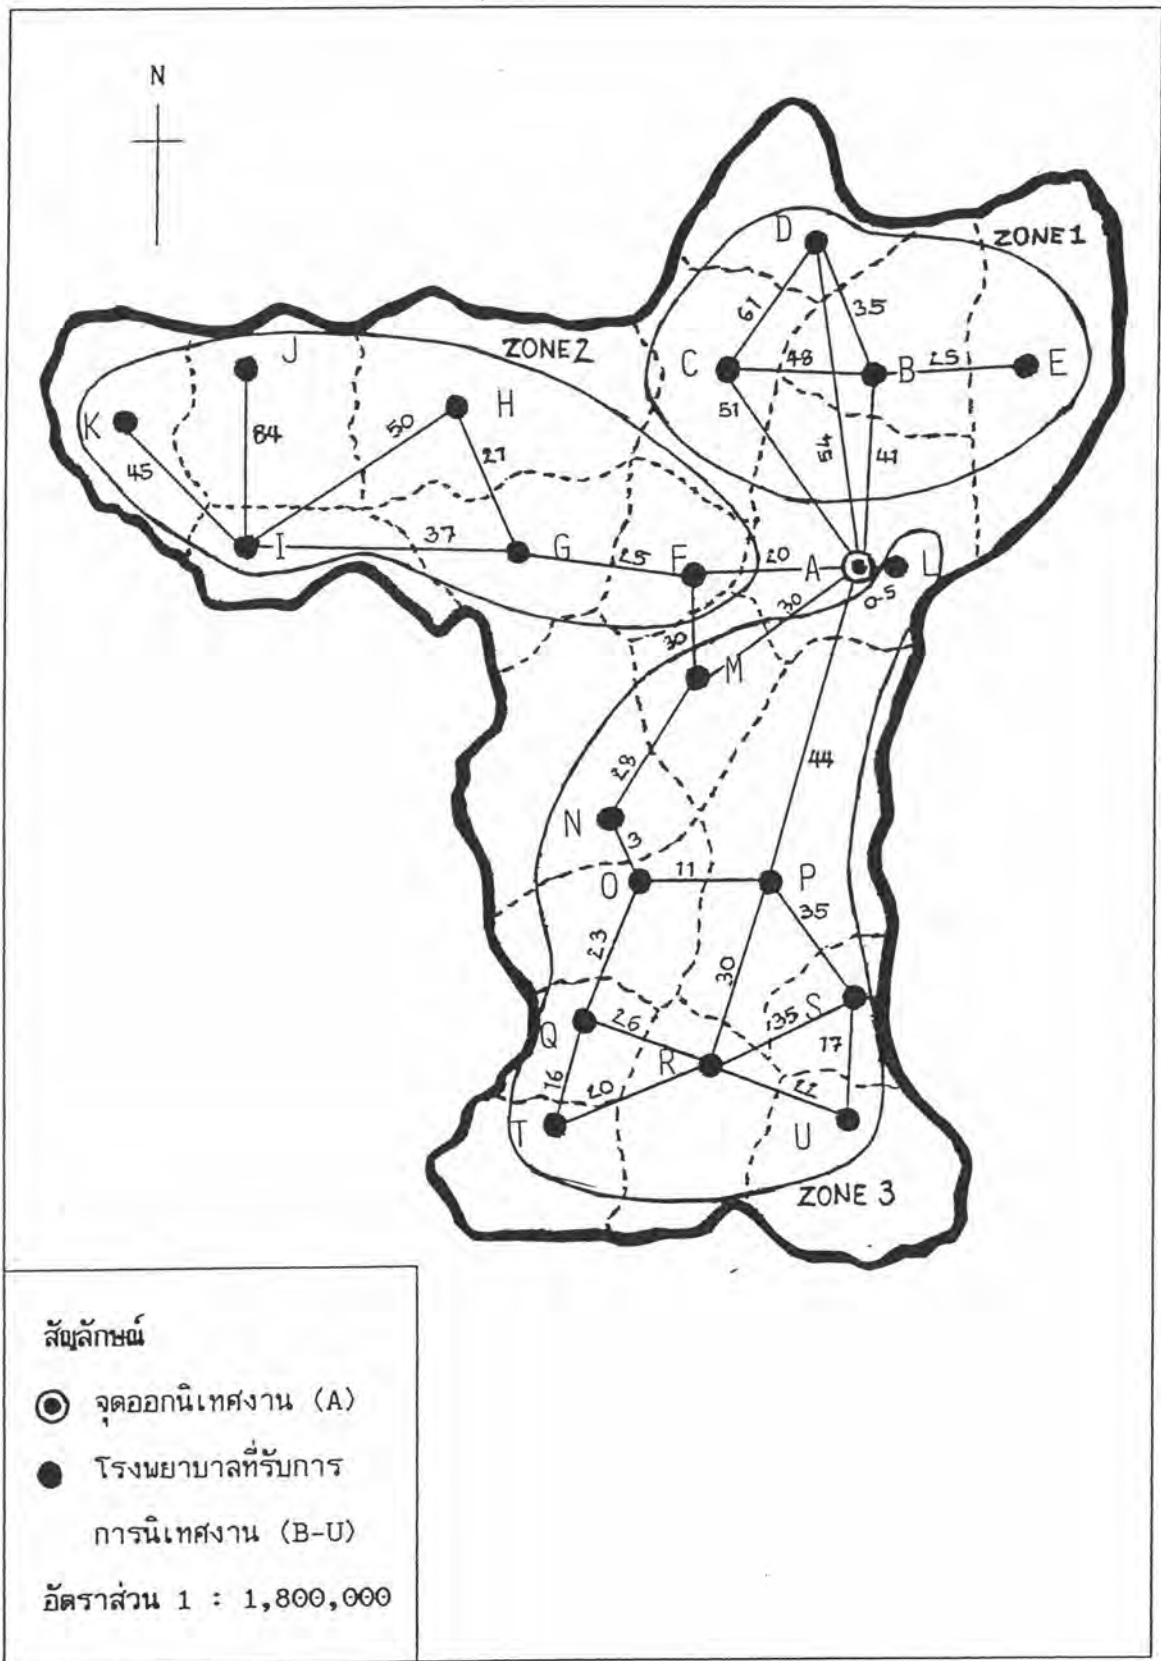 N
D
ZONE 1
61
35
ZONE 2
J
C
48
B
25
E
H
K
51
50
84
21
54
41
45
I
37
G
25
F
20
A
L
0.5
30
30
M
44
28
N
3
O
11
P
35
23
30
S
Q
26
35
R
17
16
20
22
T
U
ZONE 3
สัญลักษณ์
จุดออกนิเทศงาน (A)
โรงพยาบาลที่รับการ
การนิเทศงาน (B-U)
อัตราส่วน 1 : 1,800,000